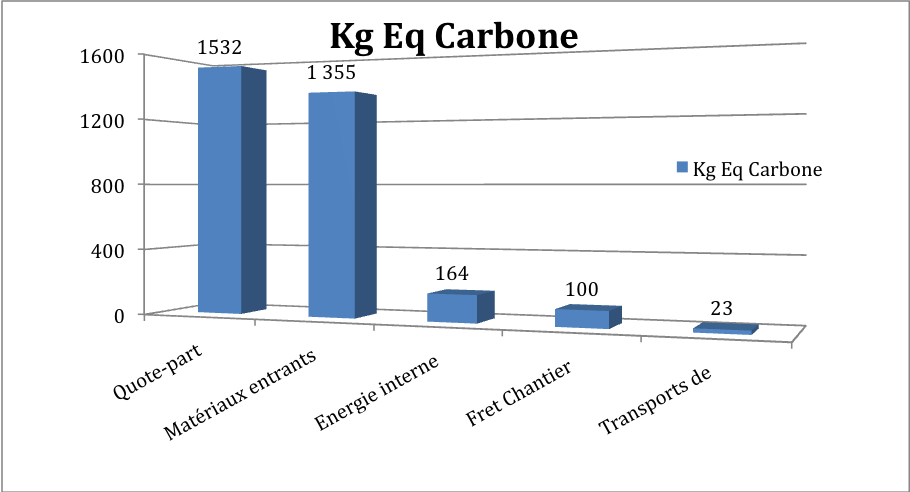 Kg Eq Carbone
1532
1 355
164
100
23
1600
1200
800
400
0
Kg Eq Carbone
Quote-part
Matériaux entrants
Energie interne
Fret Chantier
Transports de